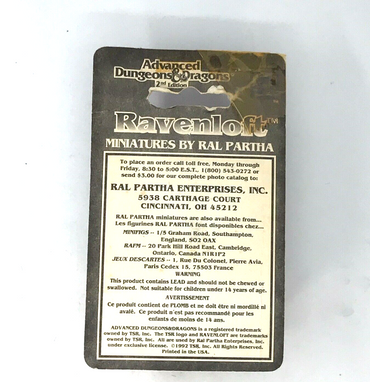 Advanced
Dungeons & Dragons
2nd Edition
Ravenloft™
MINIATURES BY RAL PARTHA
To place an order call toll free, Monday through
Friday, 8:30 to 5:00 E.S.T., 1(800) 543-0272 or
send $3.00 for our complete photo catalog to:
RAL PARTHA ENTERPRISES, INC.
5938 CARTHAGE COURT
CINCINNATI, OH 45212
RAL PARTHA miniatures are also available from...
Les figurines RAL PARTHA font disponibles chez...
MINIFIGS -- 1/5 Graham Road, Southampton,
England, SO2 OAX
RAFM -- 20 Park Hill Road East, Cambridge,
Ontario, Canada N1R1P2
JEUX DESCARTES -- 1, Rue Du Colonel, Pierre Avia,
Paris Cedex 15, 75503 France
WARNING
This product contains LEAD and should not be chewed or
swallowed. Not suitable for children under 14 years of age.
AVERTISSEMENT
Ce produit contient de PLOMB et ne doit être ni mordillé ni
avalé. Ce produit n'est pas recommandé pour les
enfants de moins de 14 ans.
ADVANCED DUNGEONS&DRAGONS is a registered trademark
owned by TSR, Inc. The TSR logo and RAVENLOFT are trademarks
owned by TSR, Inc. All are used by Ral Partha Enterprises, Inc.
under exclusive license. ©1992 TSR, Inc. All Rights Reserved.
Printed in the USA.